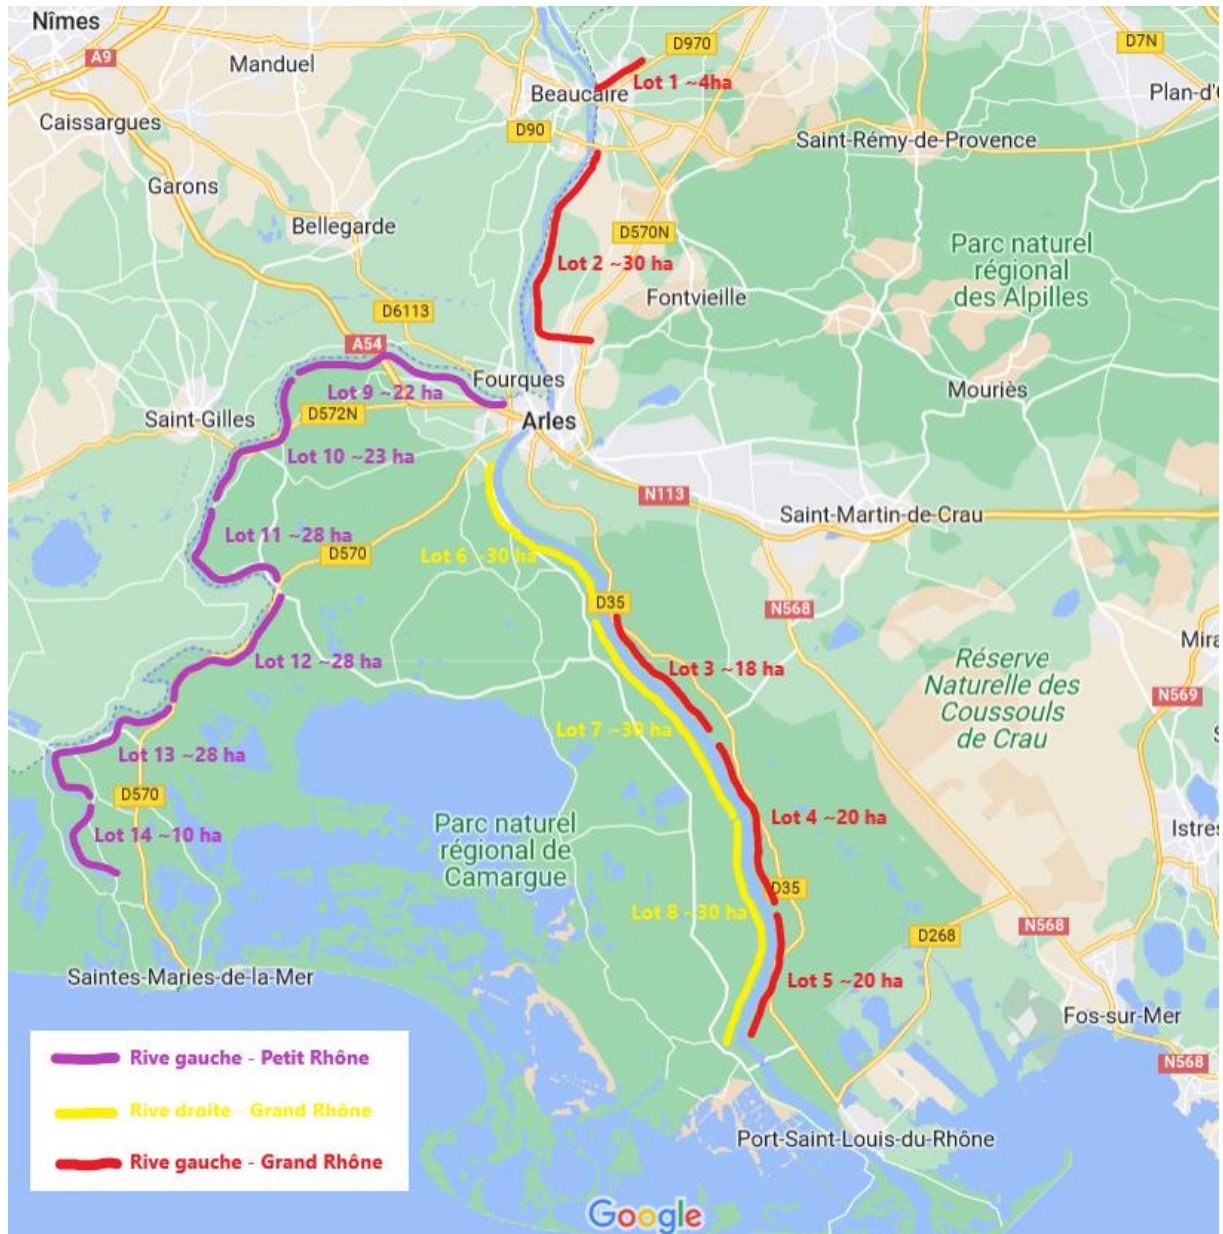 Nîmes
D970
D7N
A9
Manduel
Lot 1 ~4ha
Beaucaire
Plan-d'
Caissargues
D90
Saint-Rémy-de-Provence
Garons
Bellegarde
D570N
Parc naturel
régional
des Alpilles
Lot 2 ~30 ha
Fontvieille
D6113
A54
Fourques
Mouriès
Lot 9 ~22 ha
Saint-Gilles
D572N
Arles
Lot 10 ~23 ha
N113
Saint-Martin-de-Crau
Lot 11 ~28 ha
D570
Lot 6 ~30 ha
D35
N568
Mira
Lot 12 ~28 ha
Lot 3 ~18 ha
Réserve
Naturelle des
Coussouls
de Crau
N569
Lot 7 ~30 ha
Lot 13 ~28 ha
D570
Lot 14 ~10 ha
Parc naturel
régional de
Camargue
Lot 4 ~20 ha
Istres
D35
Lot 8 ~30 ha
N568
D268
Saintes-Maries-de-la-Mer
Lot 5 ~20 ha
Fos-sur-Mer
N568
Rive gauche - Petit Rhône
Rive droite - Grand Rhône
Rive gauche - Grand Rhône
Port-Saint-Louis-du-Rhône
Google